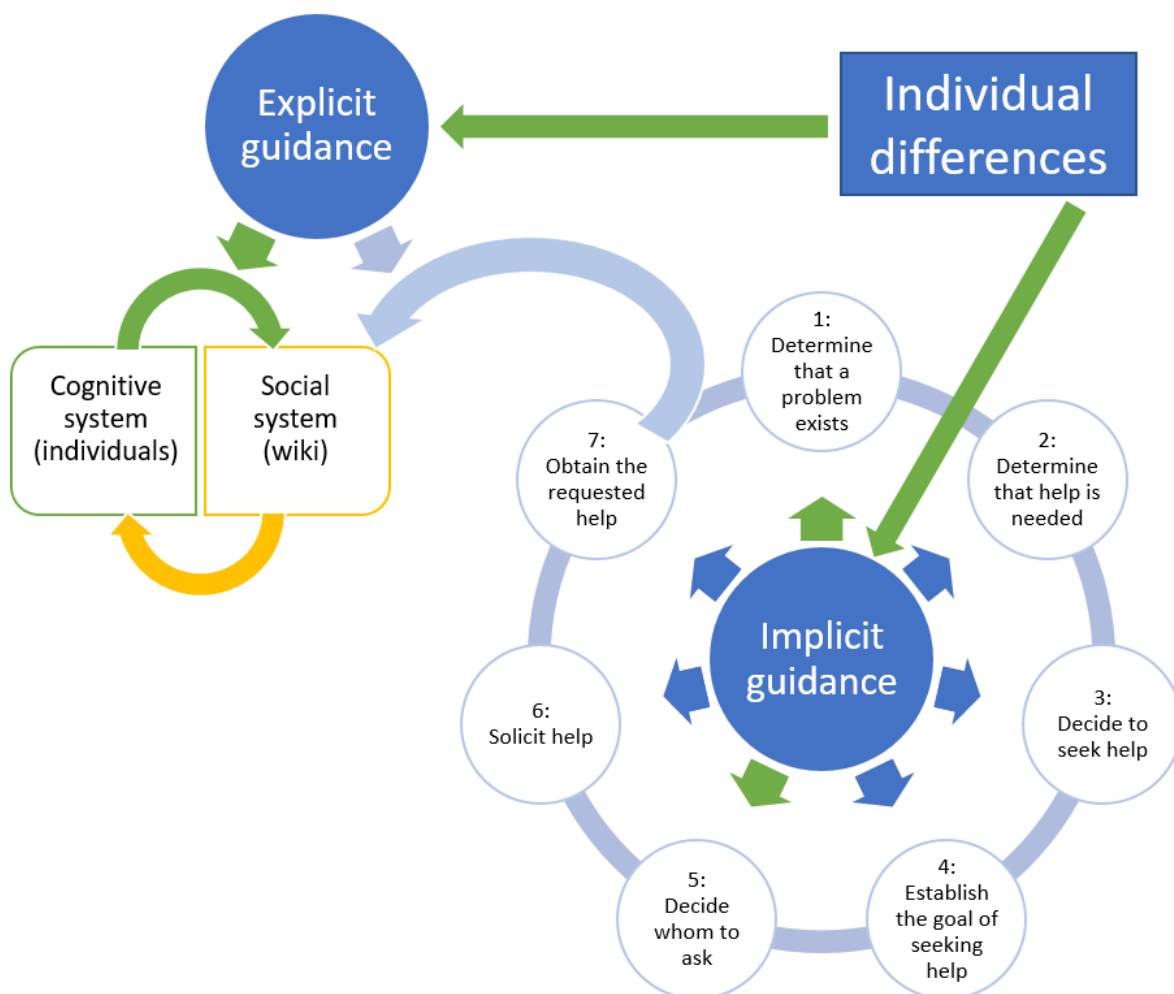 Explicit
guidance
Individual
differences
Cognitive
system
(individuals)
Social
system
(wiki)
1:
Determine
that a
problem
exists
2:
Determine
that help is
needed
3:
Decide to
seek help
4:
Establish
the goal of
seeking
help
5:
Decide
whom to
ask
6:
Solicit help
7:
Obtain the
requested
help
Implicit
guidance